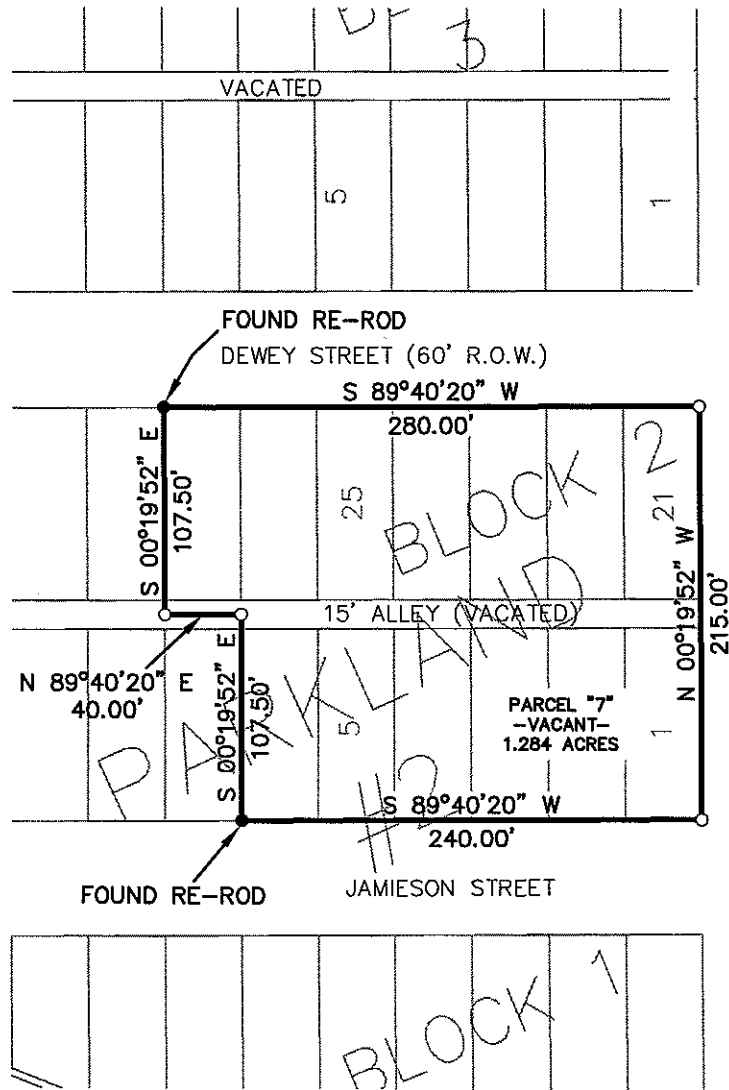 3
VACATED
5
1
FOUND RE-ROD
DEWEY STREET (60' R.O.W.)
S 89°40'20" W
280.00'
S 00°19'52" E
107.50'
25
BLOCK 2
21
N 00°19'52" W
215.00'
15' ALLEY (VACATED)
N 89°40'20" E
40.00'
S 00°19'52" E
107.50'
PARKLAND
#2
5
PARCEL "7"
-VACANT-
1.284 ACRES
1
S 89°40'20" W
240.00'
FOUND RE-ROD
JAMIESON STREET
BLOCK 1